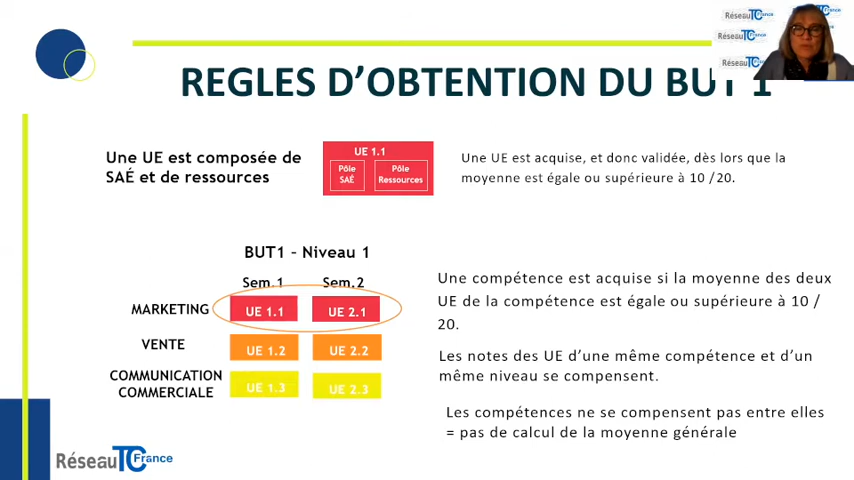 Réseau TC France
Réseau TC France
Réseau TC France
REGLES D’OBTENTION DU BUT 1
Une UE est composée de
SAÉ et de ressources
UE 1.1
Pôle
SAÉ
Pôle
Ressources
Une UE est acquise, et donc validée, dès lors que la
moyenne est égale ou supérieure à 10 /20.
BUT1 – Niveau 1
Sem.1 Sem.2
MARKETING UE 1.1 UE 2.1
VENTE UE 1.2 UE 2.2
COMMUNICATION
COMMERCIALE UE 1.3 UE 2.3
Une compétence est acquise si la moyenne des deux
UE de la compétence est égale ou supérieure à 10 /
20.
Les notes des UE d’une même compétence et d’un
même niveau se compensent.
Les compétences ne se compensent pas entre elles
= pas de calcul de la moyenne générale
Réseau TC France